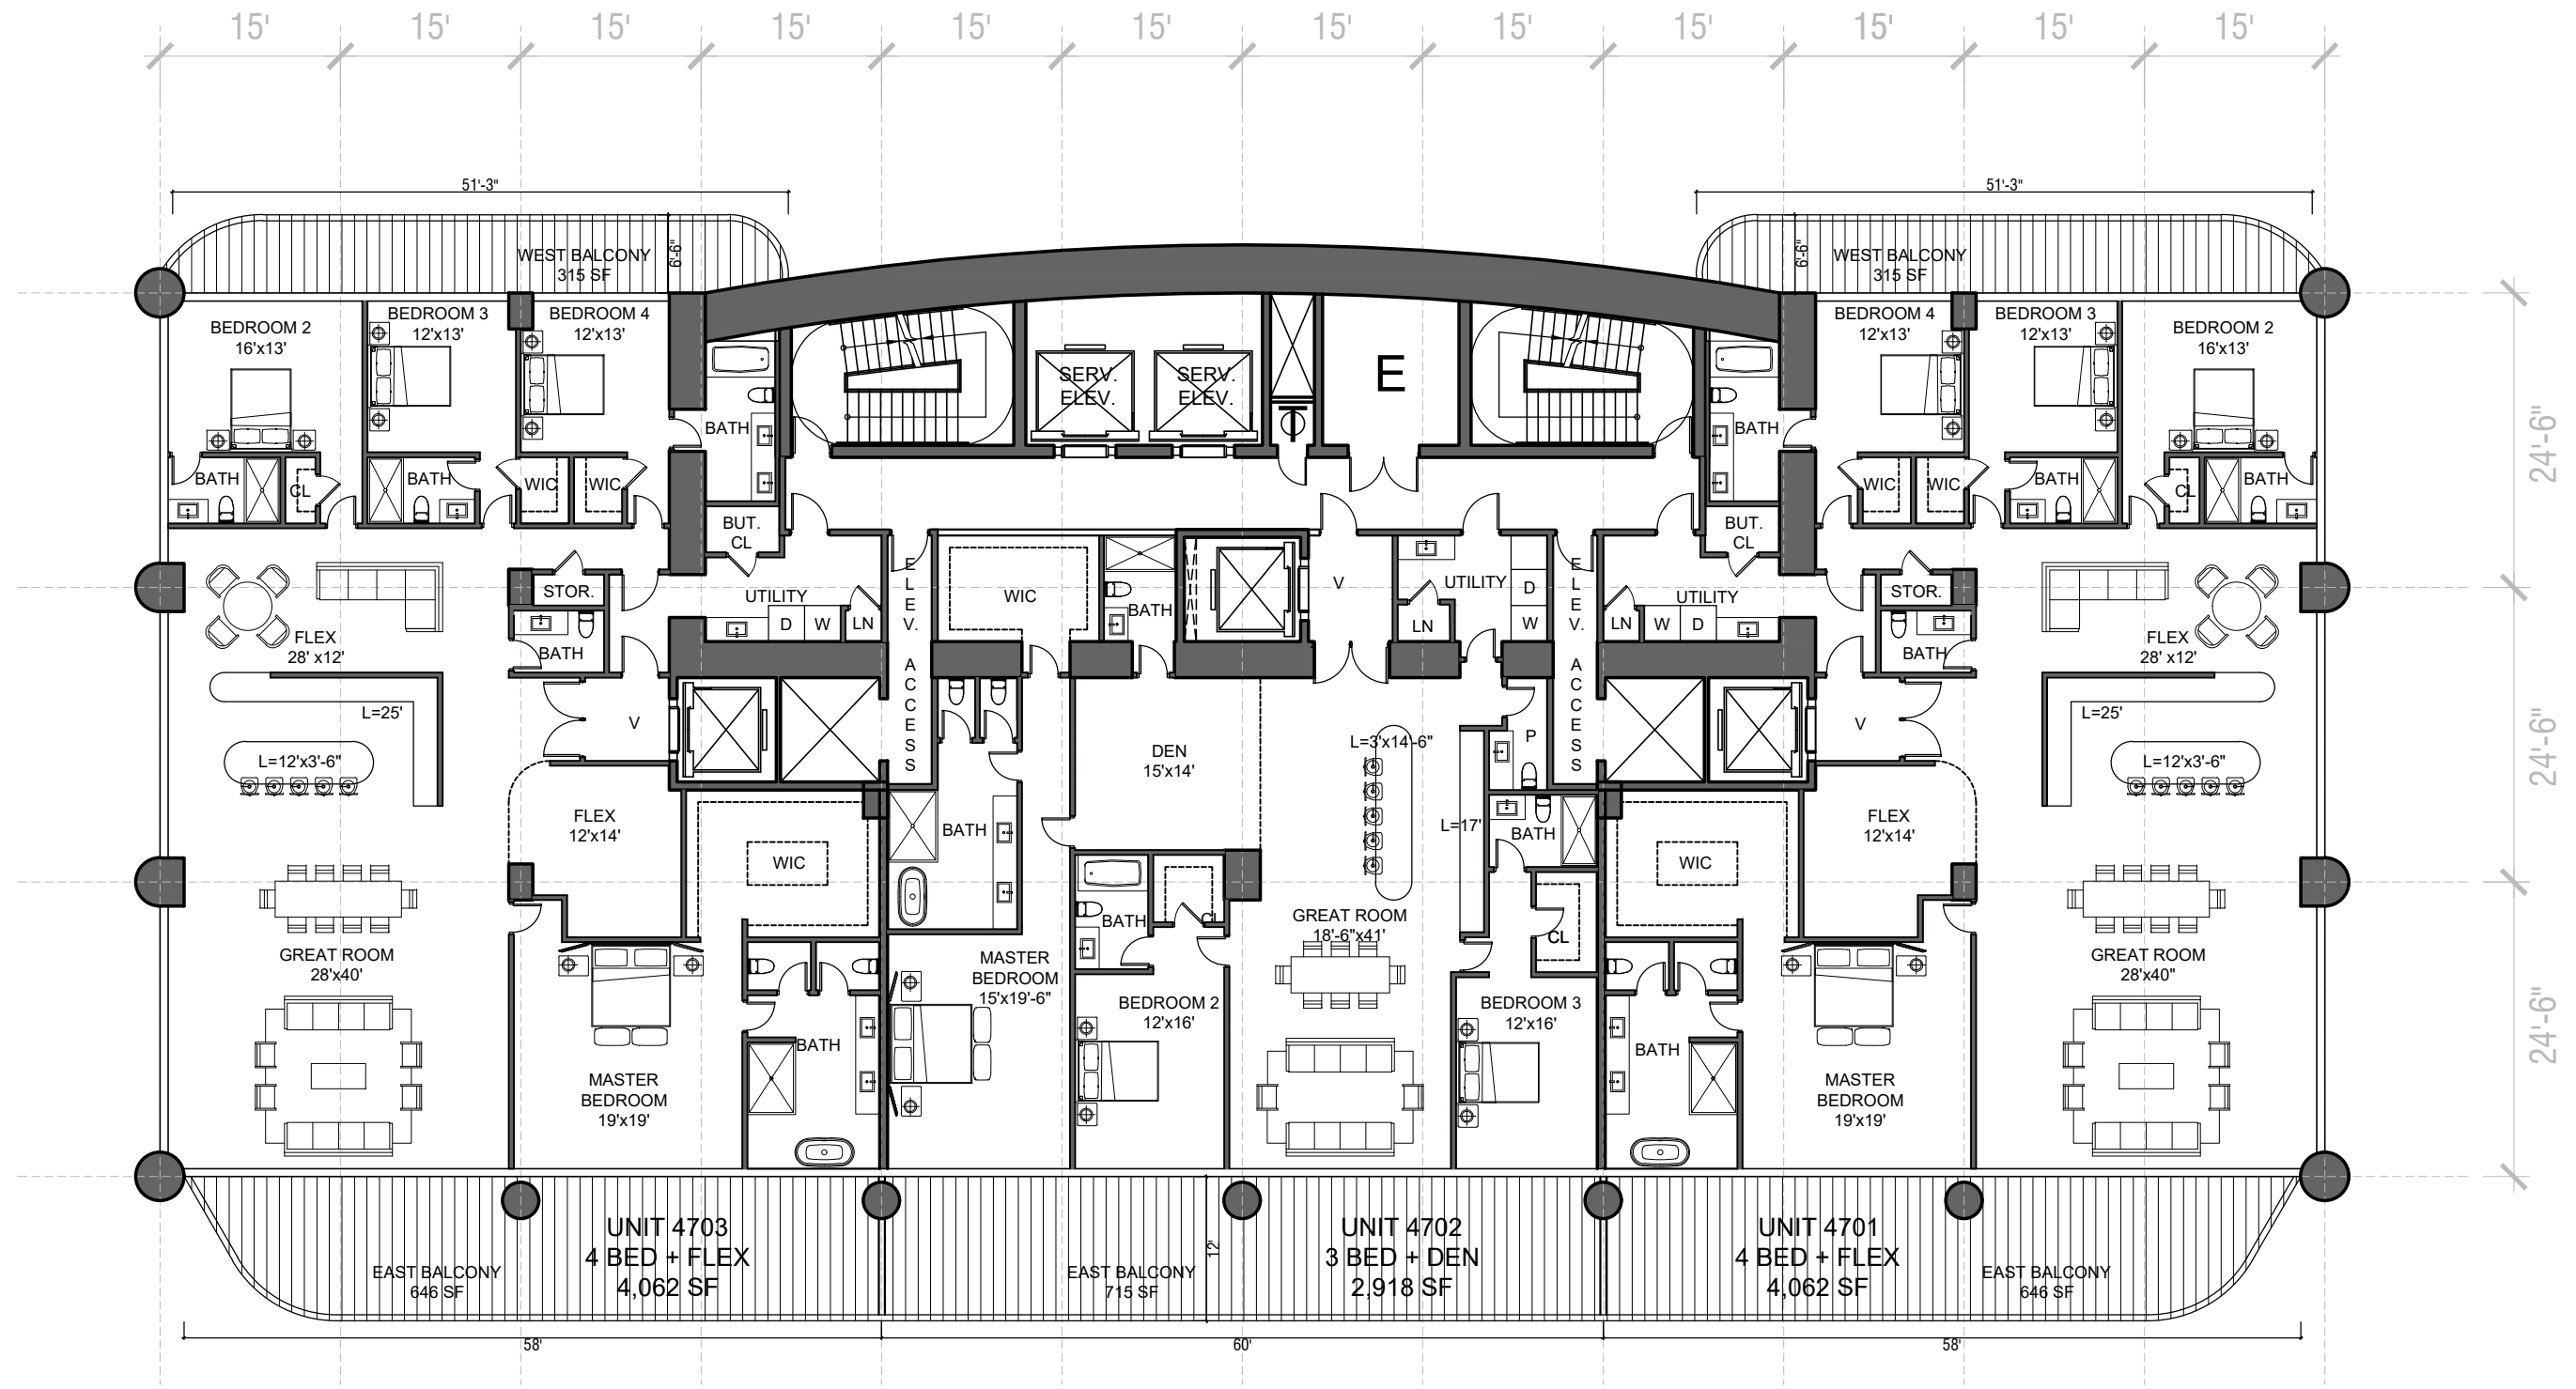 15' 15' 15' 15' 15' 15' 15' 15' 15' 15' 15' 15'
51'-3" 51'-3"
WEST BALCONY
315 SF
6'-6"
6'-6"
WEST BALCONY
315 SF
BEDROOM 2
16'x13'
BEDROOM 3
12'x13'
BEDROOM 4
12'x13'
BEDROOM 4
12'x13'
BEDROOM 3
12'x13'
BEDROOM 2
16'x13'
SERV.
ELEV.
SERV.
ELEV.
E
T
BATH
BATH
24'-6"
BATH
CL
BATH
WIC
WIC
WIC
WIC
BATH
CL
BATH
BUT.
CL
BUT.
CL
STOR.
UTILITY
D
W
LN
ELEV. ACCESS
WIC
BATH
V
UTILITY
LN
D
W
ELEV. ACCESS
UTILITY
LN
W
D
STOR.
FLEX
28' x12'
BATH
BATH
FLEX
28' x12'
L=25'
V
V
L=25'
L=12'x3'-6"
DEN
15'x14'
L=3'x14'-6"
P
L=12'x3'-6"
24'-6"
FLEX
12'x14'
WIC
BATH
L=17'
BATH
WIC
FLEX
12'x14'
BATH
CL
CL
GREAT ROOM
28'x40'
MASTER
BEDROOM
15'x19'-6"
GREAT ROOM
18'-6"x41'
GREAT ROOM
28'x40"
BEDROOM 2
12'x16'
BEDROOM 3
12'x16'
24'-6"
BATH
BATH
MASTER
BEDROOM
19'x19'
MASTER
BEDROOM
19'x19'
UNIT 4703
4 BED + FLEX
4,062 SF
UNIT 4702
3 BED + DEN
2,918 SF
UNIT 4701
4 BED + FLEX
4,062 SF
12'
EAST BALCONY
646 SF
EAST BALCONY
715 SF
EAST BALCONY
646 SF
58' 60' 58'